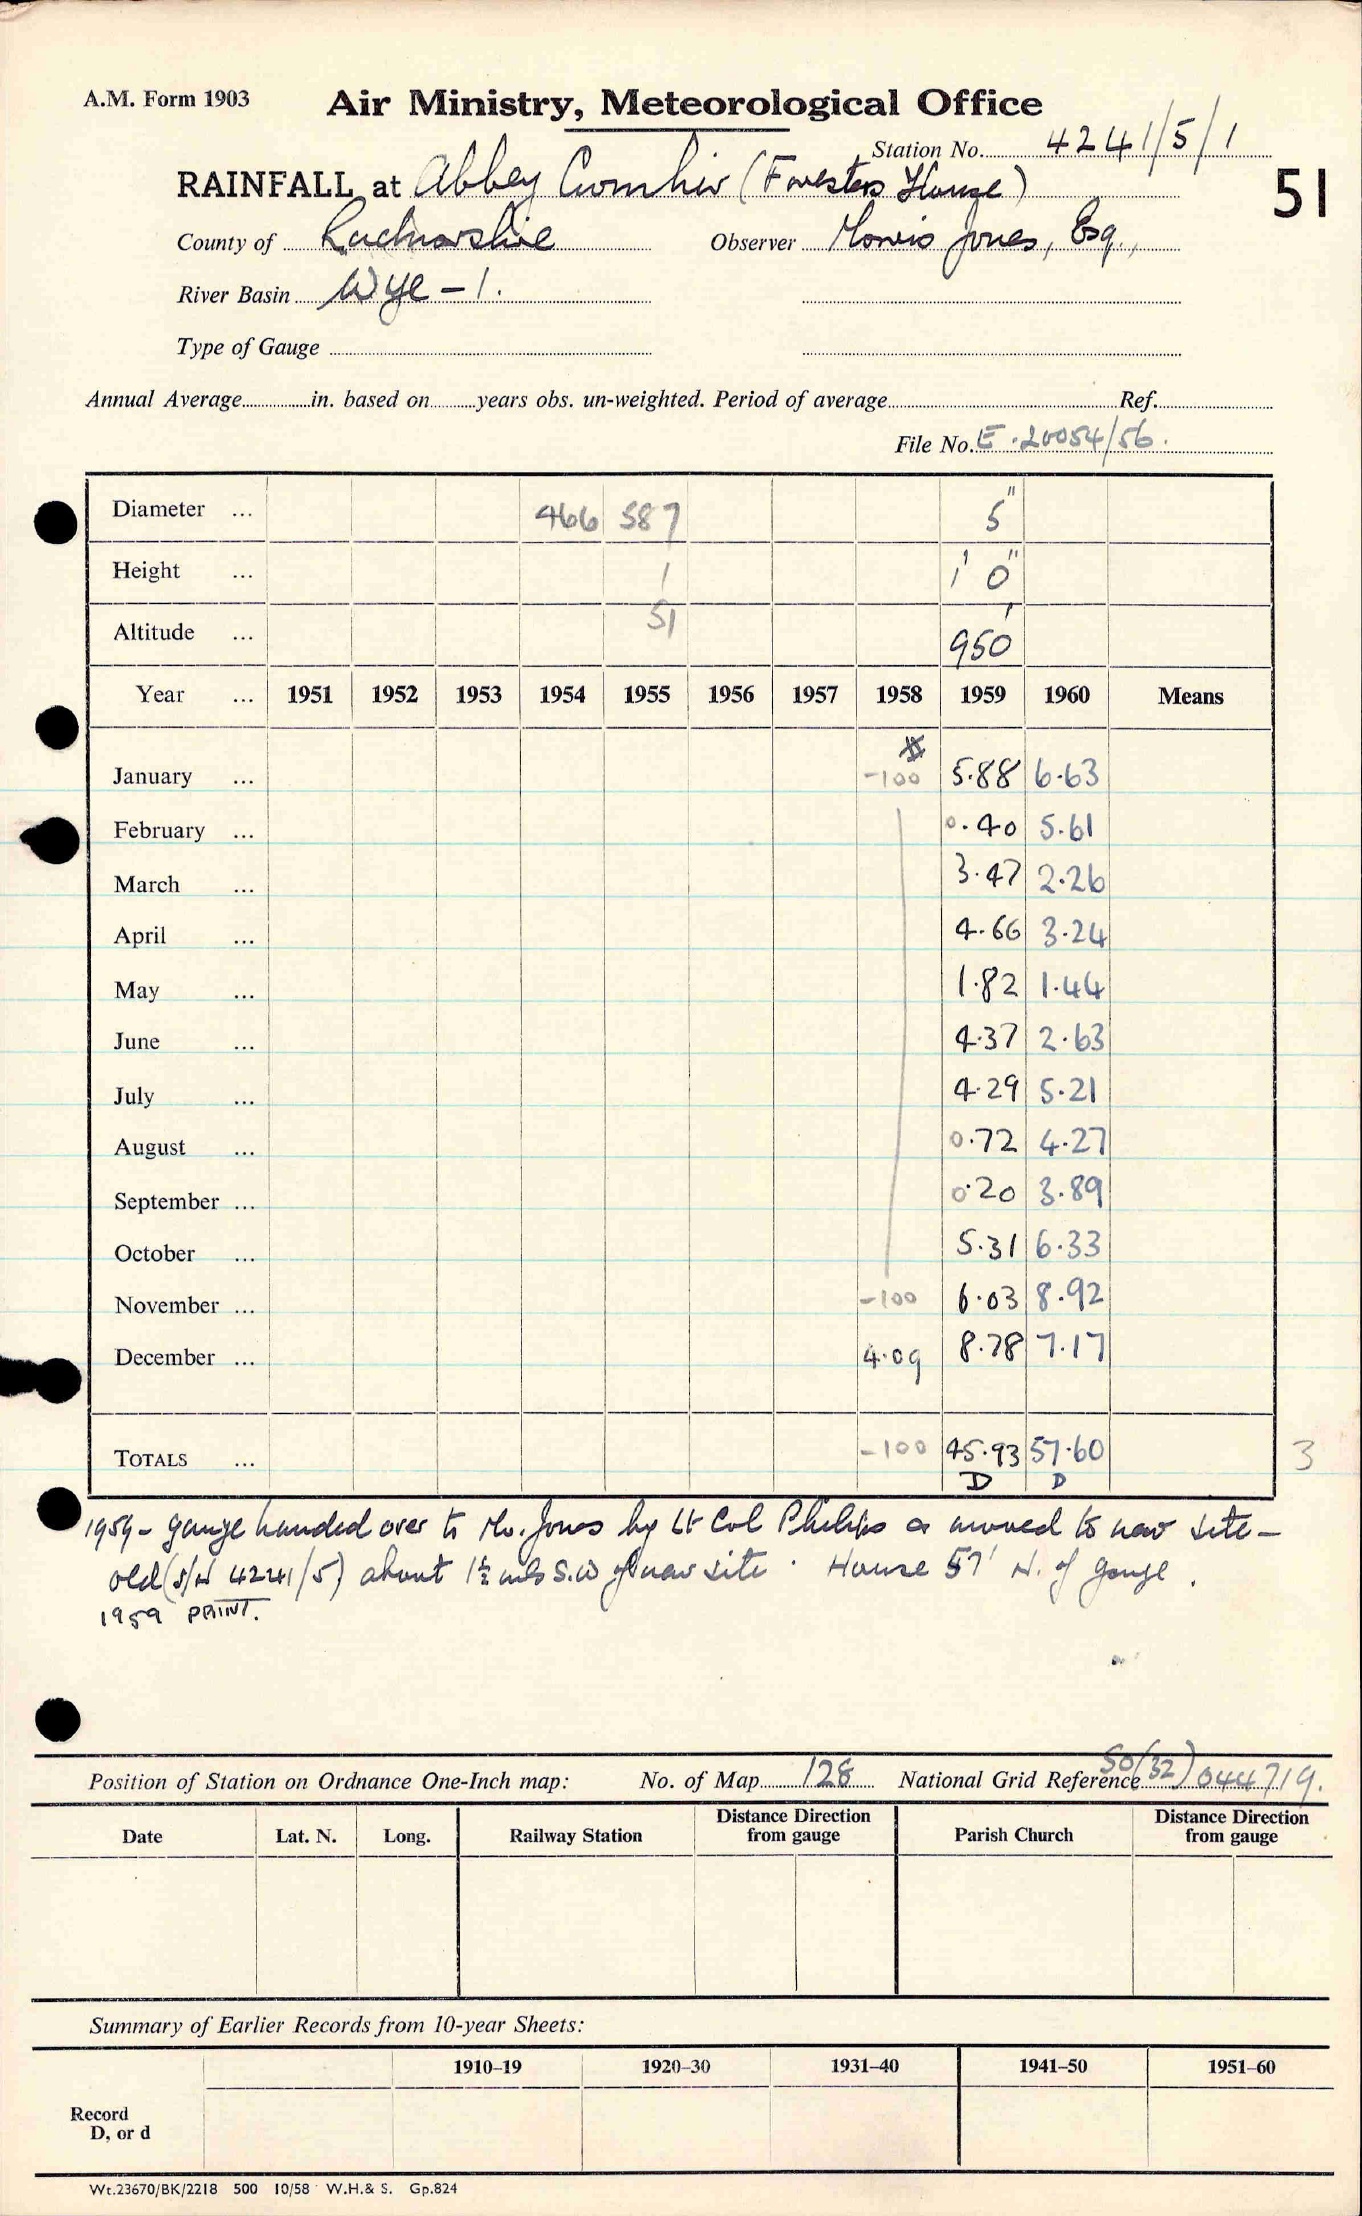 A.M. Form 1903
Air Ministry, Meteorological Office
Station No. 4241/5/1
RAINFALL at Abbey Cwmhir (Foresters House)
51
County of Radnorshire Observer Morris Jones, Esq.,
River Basin Wye – 1.
Type of Gauge
Annual Average in. based on years obs. un-weighted. Period of average Ref.
File No. E.20054/56.
Diameter ... 466 587 5"
Height ... 1 1' 0"
Altitude ... 51 950'
Year ... 1951 1952 1953 1954 1955 1956 1957 1958 1959 1960 Means
January ... -100 5.88 6.63
February ... 0.40 5.61
March ... 3.47 2.26
April ... 4.66 3.24
May ... 1.82 1.44
June ... 4.37 2.63
July ... 4.29 5.21
August ... 0.72 4.27
September ... 0.20 3.89
October ... 5.31 6.33
November ... -100 6.03 8.92
December ... 4.09 8.78 7.17
TOTALS ... -100 45.93 57.60 3
D D
1959 – gauge handed over to Mr. Jones by Lt Col Philips & moved to new site –
old (S/N 4241/5) about 1½ mls S.W of new site. House 57' N. of gauge.
1959 PRINT.
Position of Station on Ordnance One-Inch map: No. of Map 128 National Grid Reference SO(32)044719.
Date Lat. N. Long. Railway Station Distance Direction from gauge Parish Church Distance Direction from gauge
Summary of Earlier Records from 10-year Sheets:
1910–19 1920–30 1931–40 1941–50 1951–60
Record
D, or d
Wt.23670/BK/2218 500 10/58 W.H.& S. Gp.824